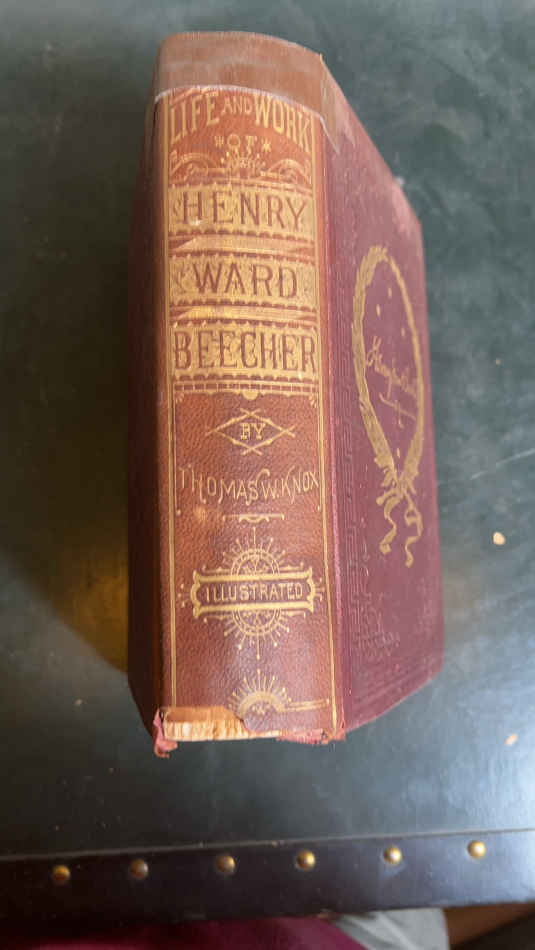 LIFE AND WORK
OF
HENRY
WARD
BEECHER
BY
THOMAS W. KNOX
ILLUSTRATED